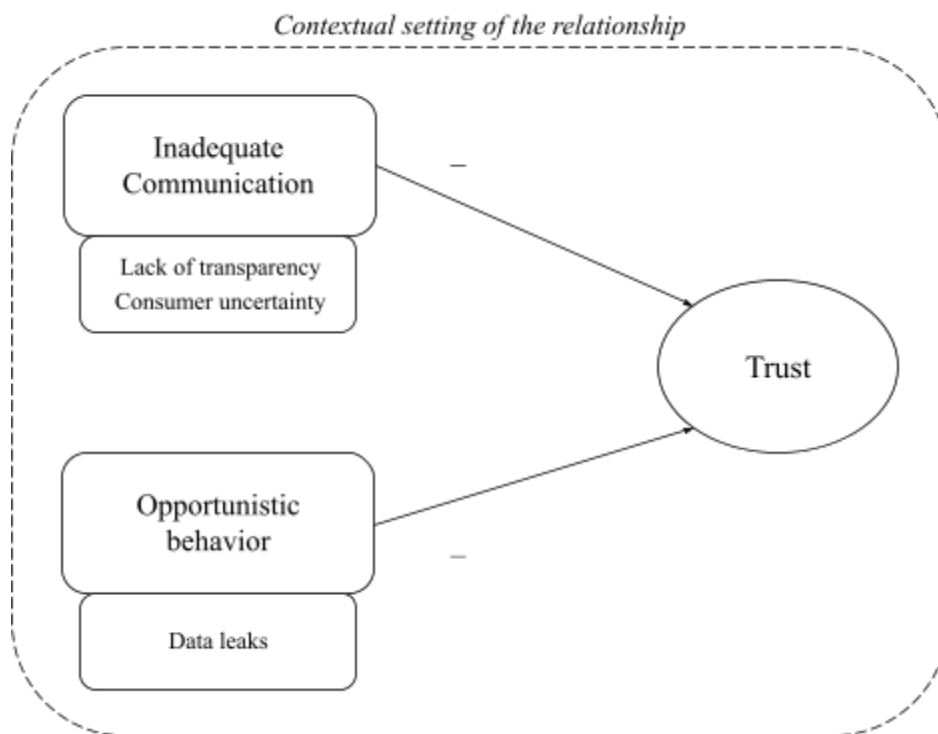 Contextual setting of the relationship
Inadequate
Communication
–
Lack of transparency
Consumer uncertainty
Trust
Opportunistic
behavior
–
Data leaks